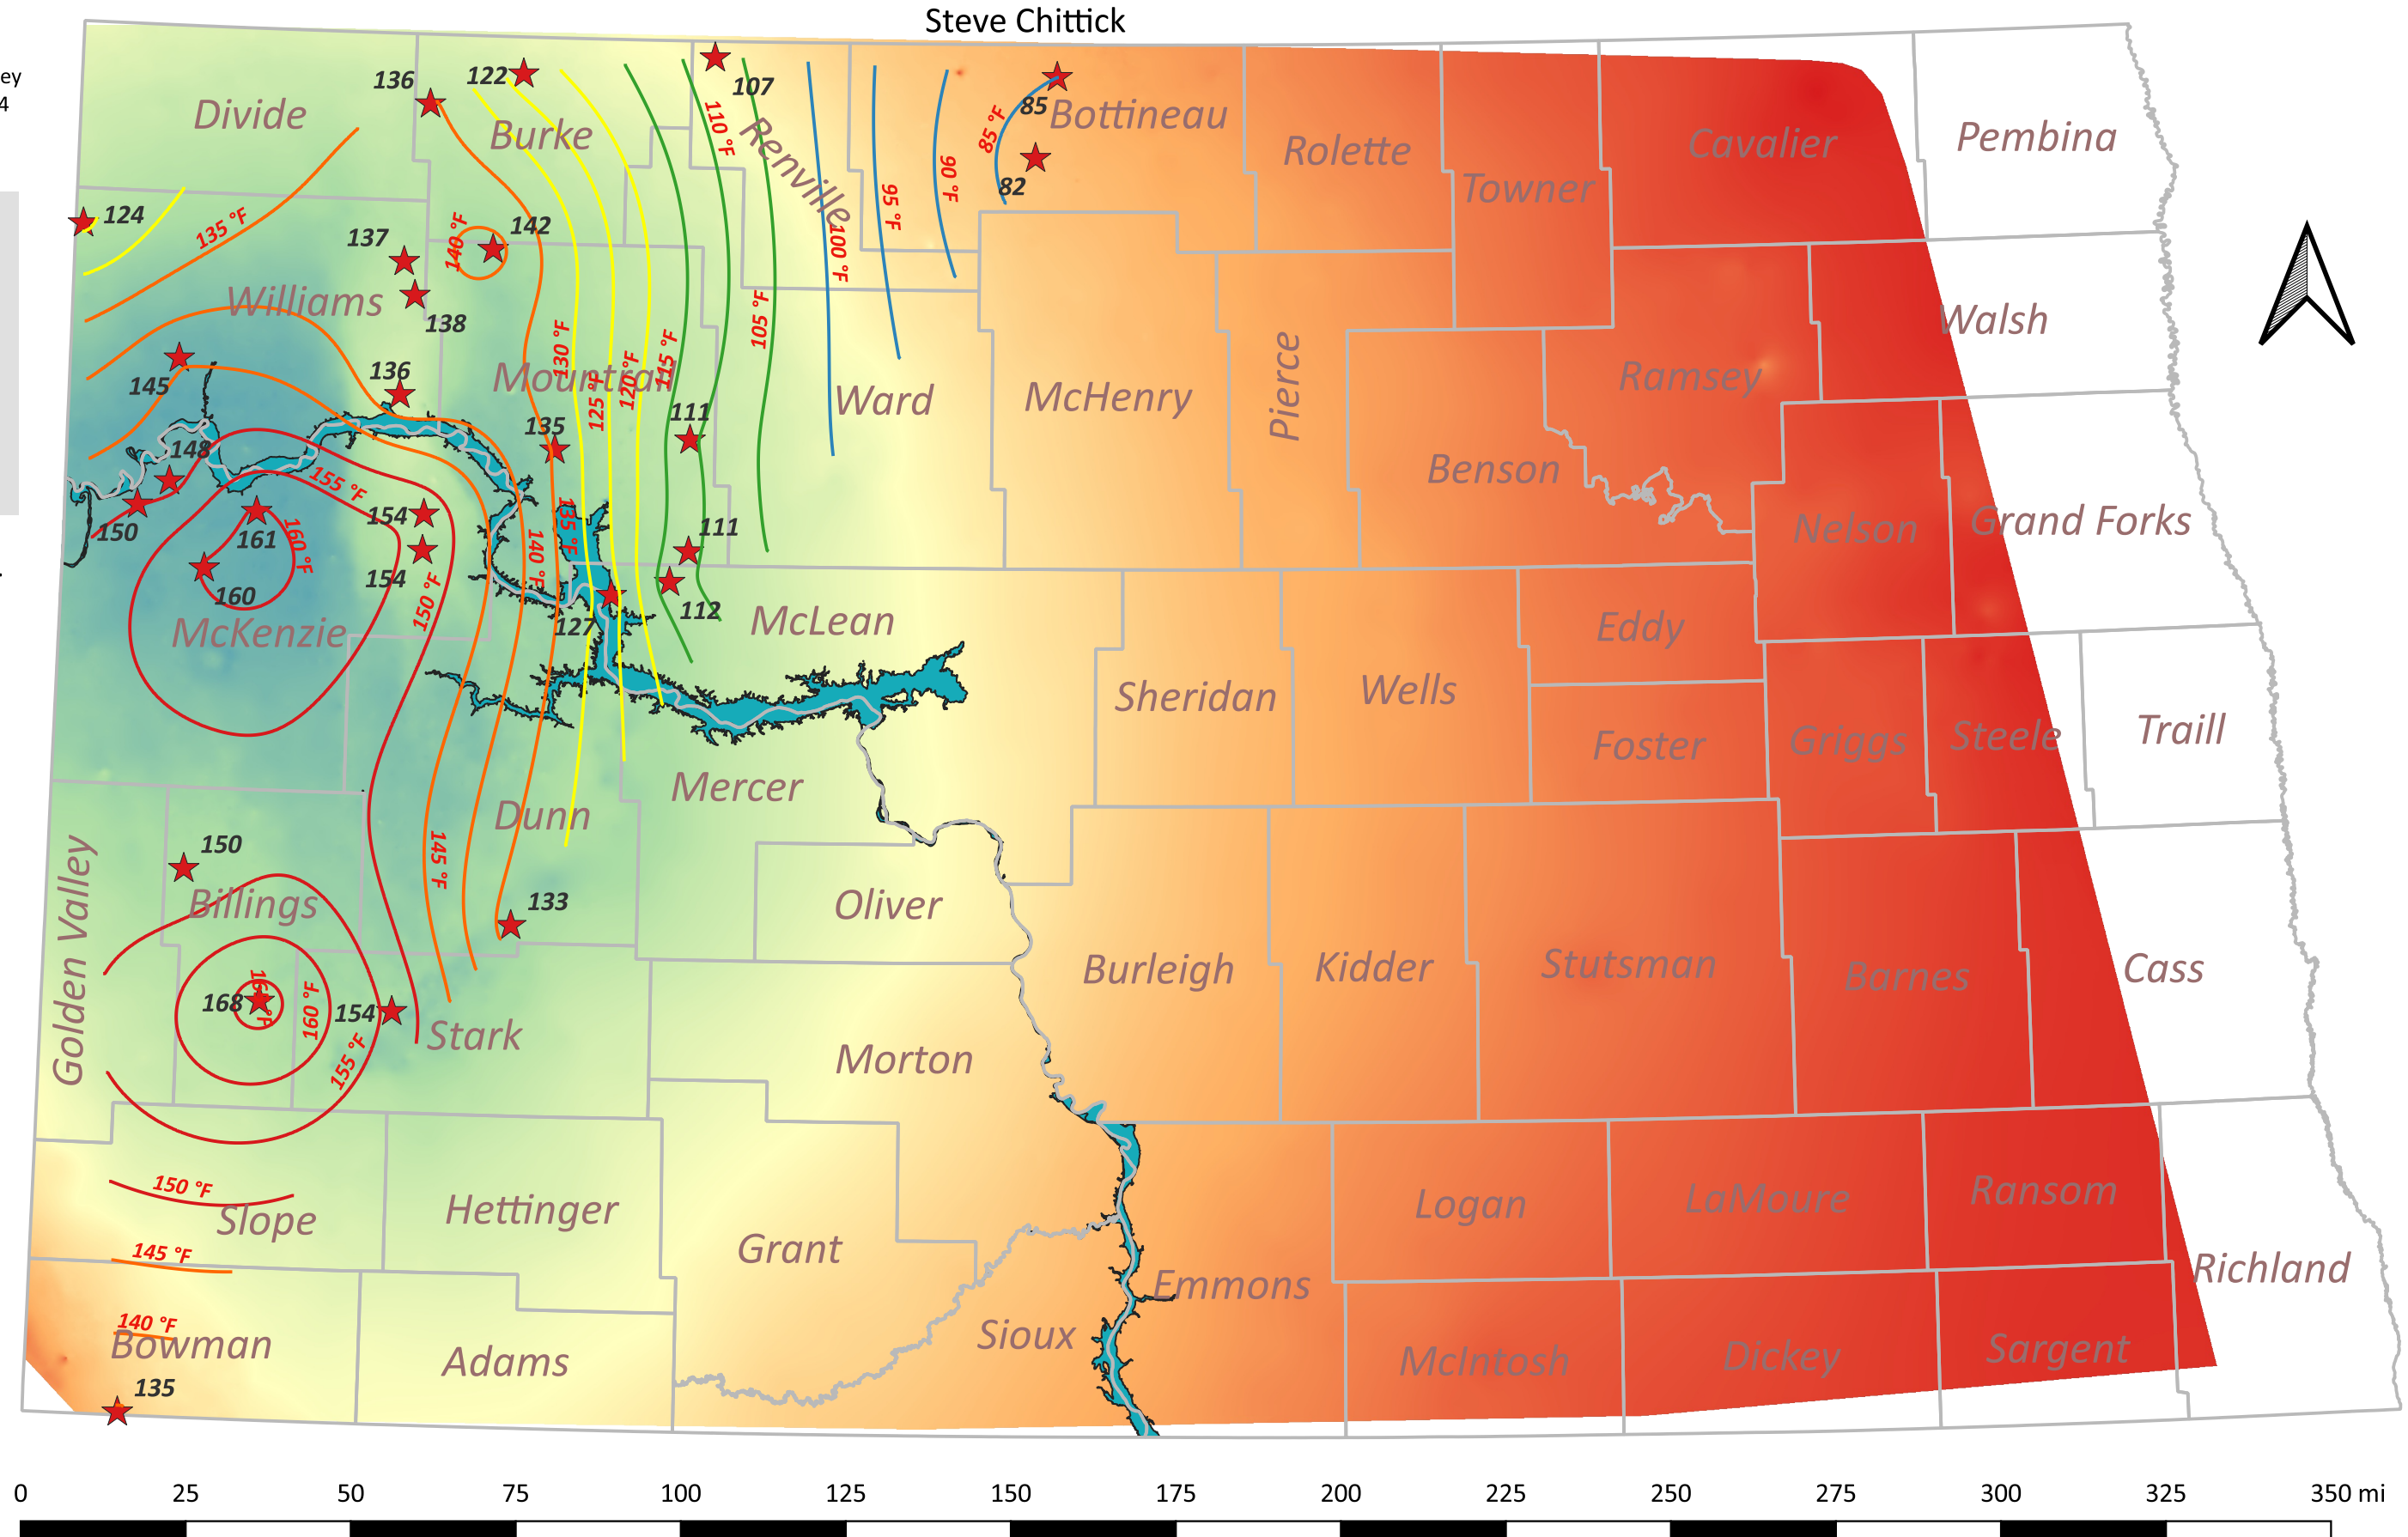 Steve Chittick
ey
4
136
122
107
Divide
Burke
Renville
110 °F
85
85 °F
Bottineau
Rolette
Cavalier
Pembina
82
Towner
124
135 °F
137
140 °F
142
95 °F
90 °F
100 °F
Williams
138
105 °F
Walsh
130 °F
115 °F
120 °F
125 °F
145
136
Mountrail
Ward
McHenry
Pierce
Ramsey
135
111
148
Benson
155 °F
154
150
161
160 °F
135 °F
111
Nelson
Grand Forks
140 °F
154
160
150 °F
127
112
McLean
McKenzie
Eddy
Sheridan
Wells
Foster
Griggs
Steele
Traill
Mercer
Dunn
145 °F
150
Golden Valley
Billings
133
Oliver
Burleigh
Kidder
Stutsman
Barnes
Cass
168
160 °F
154
Stark
155 °F
Morton
150 °F
Slope
Hettinger
Grant
Logan
LaMoure
Ransom
145 °F
Emmons
Richland
140 °F
Bowman
Adams
Sioux
McIntosh
Dickey
Sargent
135
0 25 50 75 100 125 150 175 200 225 250 275 300 325 350 mi